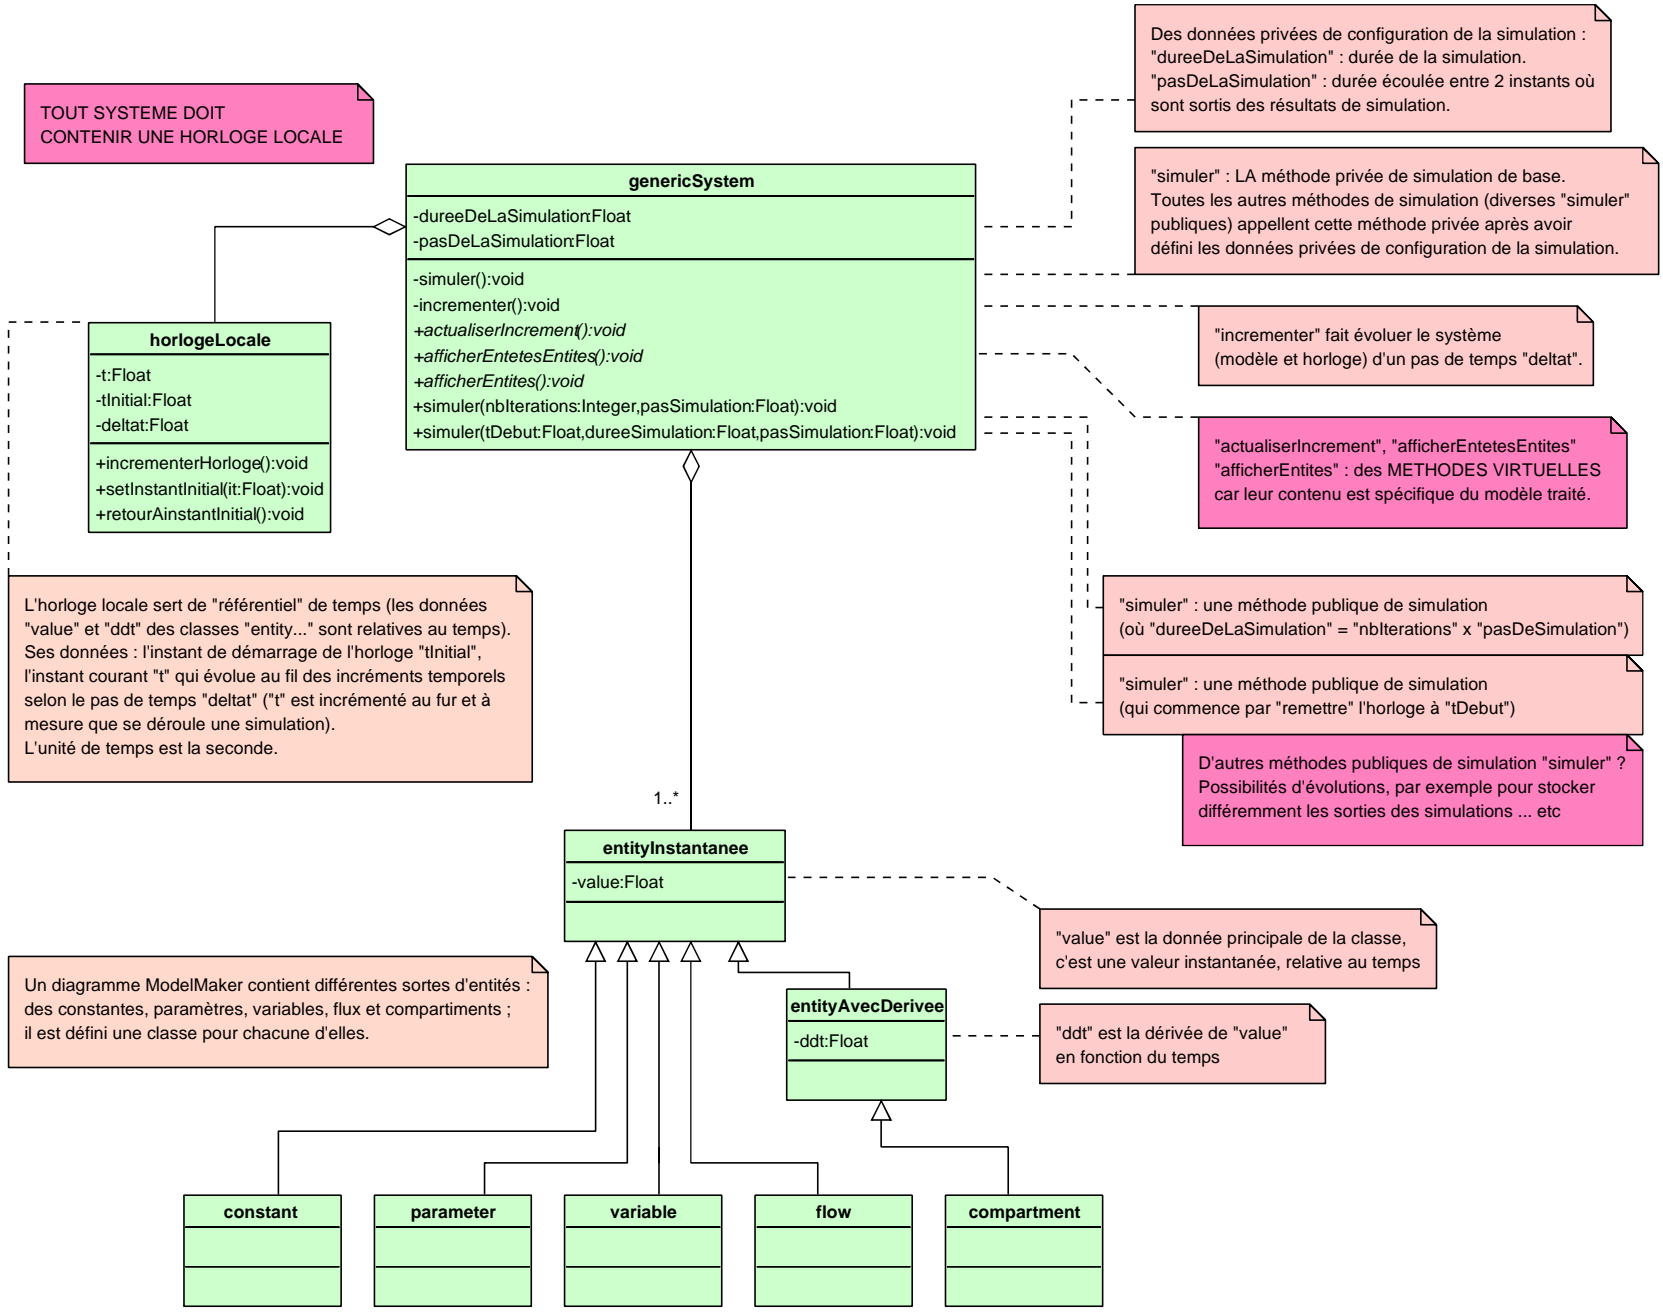 Des données privées de configuration de la simulation :
"dureeDeLaSimulation" : durée de la simulation.
"pasDeLaSimulation" : durée écoulée entre 2 instants où
sont sortis des résultats de simulation.
TOUT SYSTEME DOIT
CONTENIR UNE HORLOGE LOCALE
"simuler" : LA méthode privée de simulation de base.
Toutes les autres méthodes de simulation (diverses "simuler"
publiques) appellent cette méthode privée après avoir
défini les données privées de configuration de la simulation.
genericSystem
-dureeDeLaSimulation:Float
-pasDeLaSimulation:Float
-simuler():void
-incrementer():void
+actualiserIncrement():void
+afficherEntetesEntites():void
+afficherEntites():void
+simuler(nbIterations:Integer,pasSimulation:Float):void
+simuler(tDebut:Float,dureeSimulation:Float,pasSimulation:Float):void
horlogeLocale
-t:Float
-tInitial:Float
-deltat:Float
+incrementerHorloge():void
+setInstantInitial(it:Float):void
+retourAinstantInitial():void
"incrementer" fait évoluer le système
(modèle et horloge) d'un pas de temps "deltat".
"actualiserIncrement", "afficherEntetesEntites"
"afficherEntites" : des METHODES VIRTUELLES
car leur contenu est spécifique du modèle traité.
L'horloge locale sert de "référentiel" de temps (les données
"value" et "ddt" des classes "entity..." sont relatives au temps).
Ses données : l'instant de démarrage de l'horloge "tInitial",
l'instant courant "t" qui évolue au fil des incréments temporels
selon le pas de temps "deltat" ("t" est incrémenté au fur et à
mesure que se déroule une simulation).
L'unité de temps est la seconde.
"simuler" : une méthode publique de simulation
(où "dureeDeLaSimulation" = "nbIterations" x "pasDeSimulation")
"simuler" : une méthode publique de simulation
(qui commence par "remettre" l'horloge à "tDebut")
D'autres méthodes publiques de simulation "simuler" ?
Possibilités d'évolutions, par exemple pour stocker
différemment les sorties des simulations ... etc
1..*
entityInstantanee
-value:Float
"value" est la donnée principale de la classe,
c'est une valeur instantanée, relative au temps
Un diagramme ModelMaker contient différentes sortes d'entités :
des constantes, paramètres, variables, flux et compartiments ;
il est défini une classe pour chacune d'elles.
entityAvecDerivee
-ddt:Float
"ddt" est la dérivée de "value"
en fonction du temps
constant
parameter
variable
flow
compartment